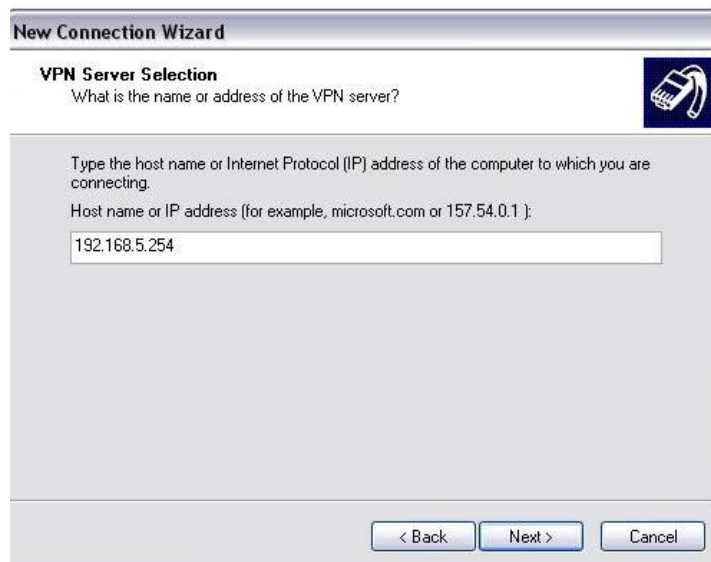 New Connection Wizard
VPN Server Selection
What is the name or address of the VPN server?
Type the host name or Internet Protocol (IP) address of the computer to which you are
connecting.
Host name or IP address (for example, microsoft.com or 157.54.0.1 ):
192.168.5.254
< Back Next > Cancel